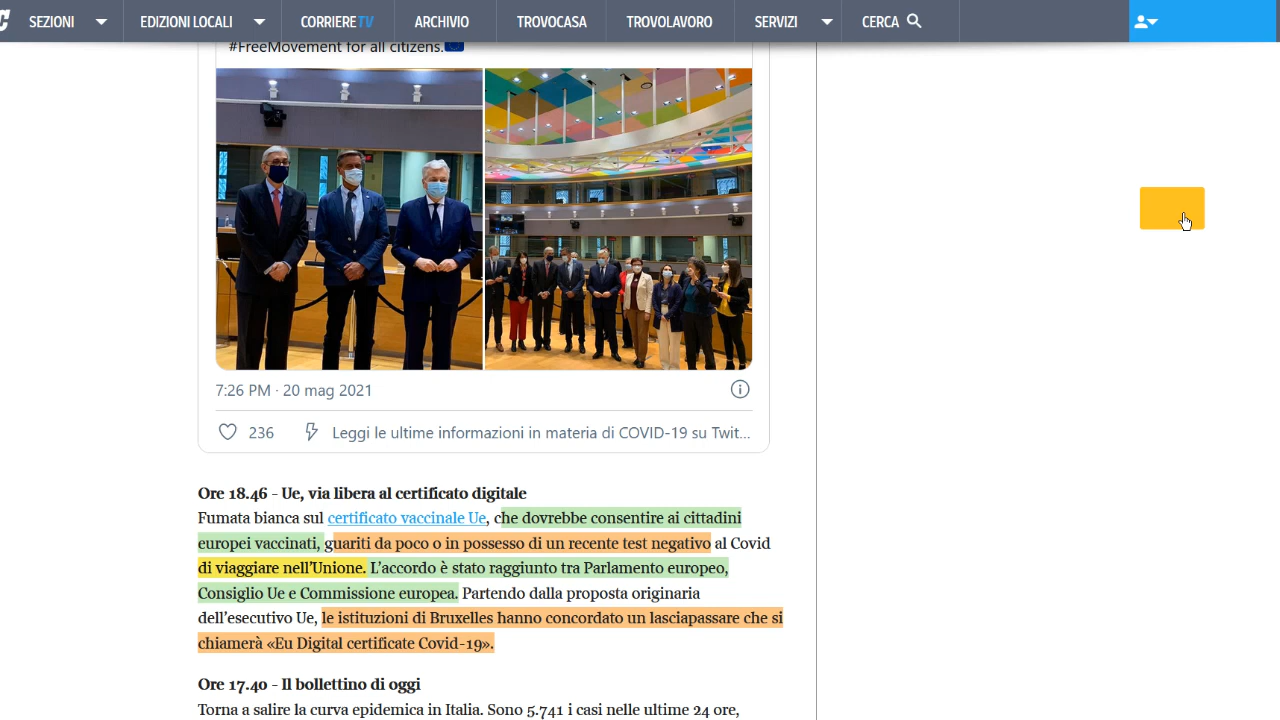 C SEZIONI EDIZIONI LOCALI CORRIERE TV ARCHIVIO TROVOCASA TROVOLAVORO SERVIZI CERCA
#FreeMovement for all citizens.
7:26 PM · 20 mag 2021
236 Leggi le ultime informazioni in materia di COVID-19 su Twit...
Ore 18.46 - Ue, via libera al certificato digitale
Fumata bianca sul certificato vaccinale Ue, che dovrebbe consentire ai cittadini
europei vaccinati, guariti da poco o in possesso di un recente test negativo al Covid
di viaggiare nell’Unione. L’accordo è stato raggiunto tra Parlamento europeo,
Consiglio Ue e Commissione europea. Partendo dalla proposta originaria
dell’esecutivo Ue, le istituzioni di Bruxelles hanno concordato un lasciapassare che si
chiamerà «Eu Digital certificate Covid-19».
Ore 17.40 - Il bollettino di oggi
Torna a salire la curva epidemica in Italia. Sono 5.741 i casi nelle ultime 24 ore,